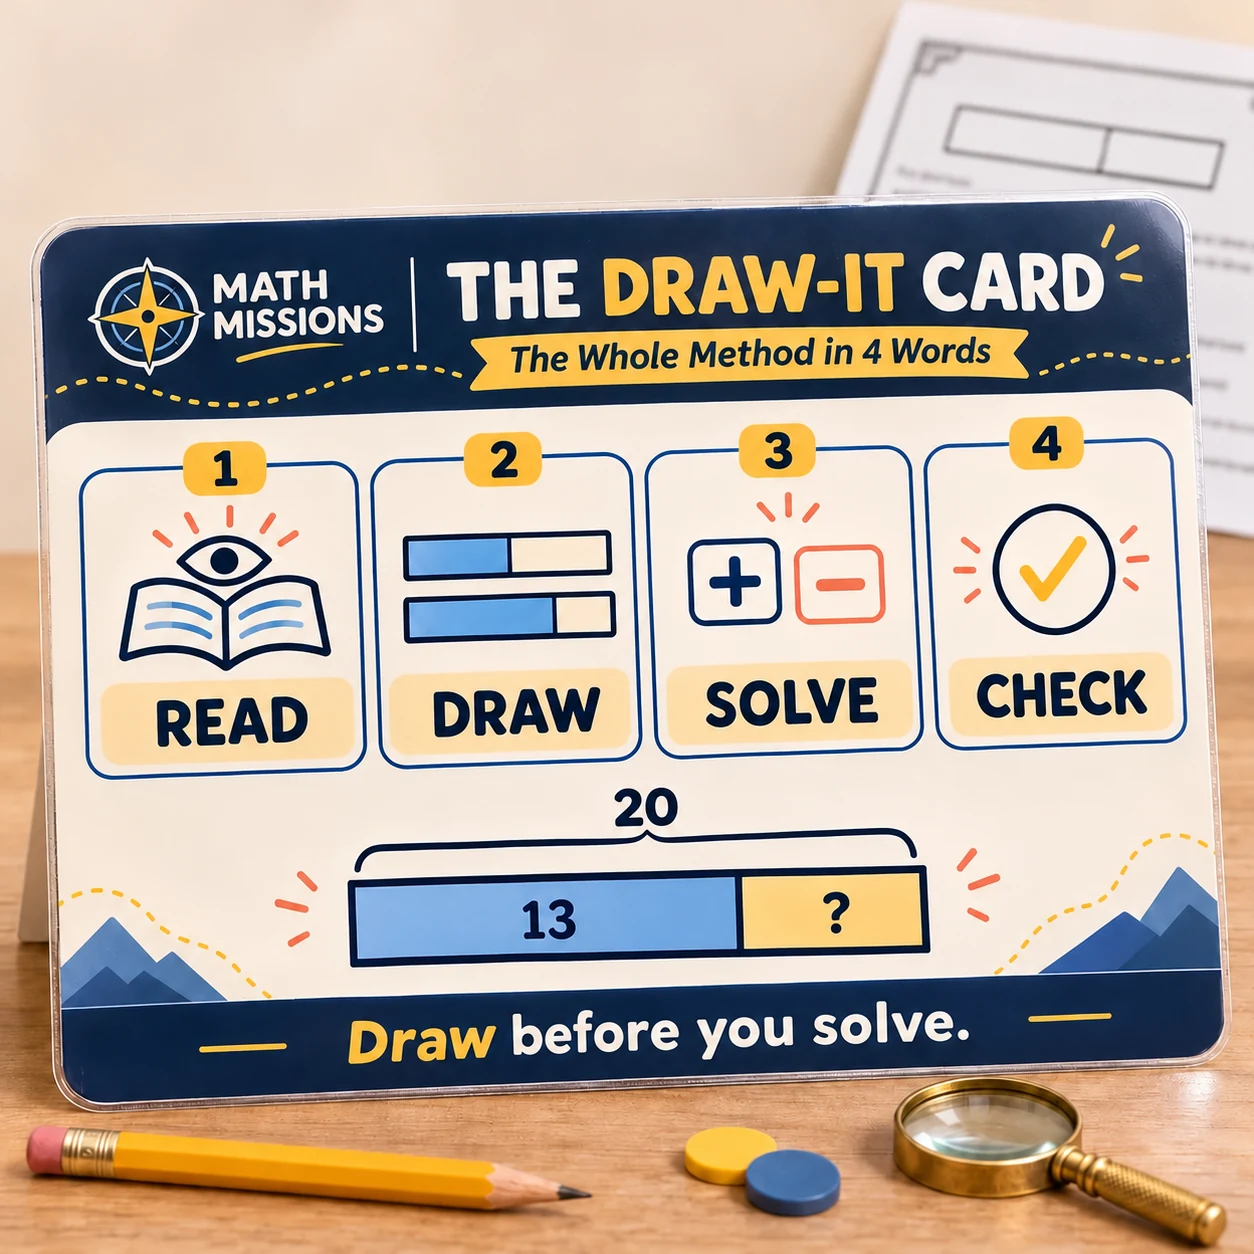 MATH
MISSIONS
THE DRAW-IT CARD
The Whole Method in 4 Words
1
2
3
4
READ
DRAW
SOLVE
CHECK
20
13
?
Draw before you solve.